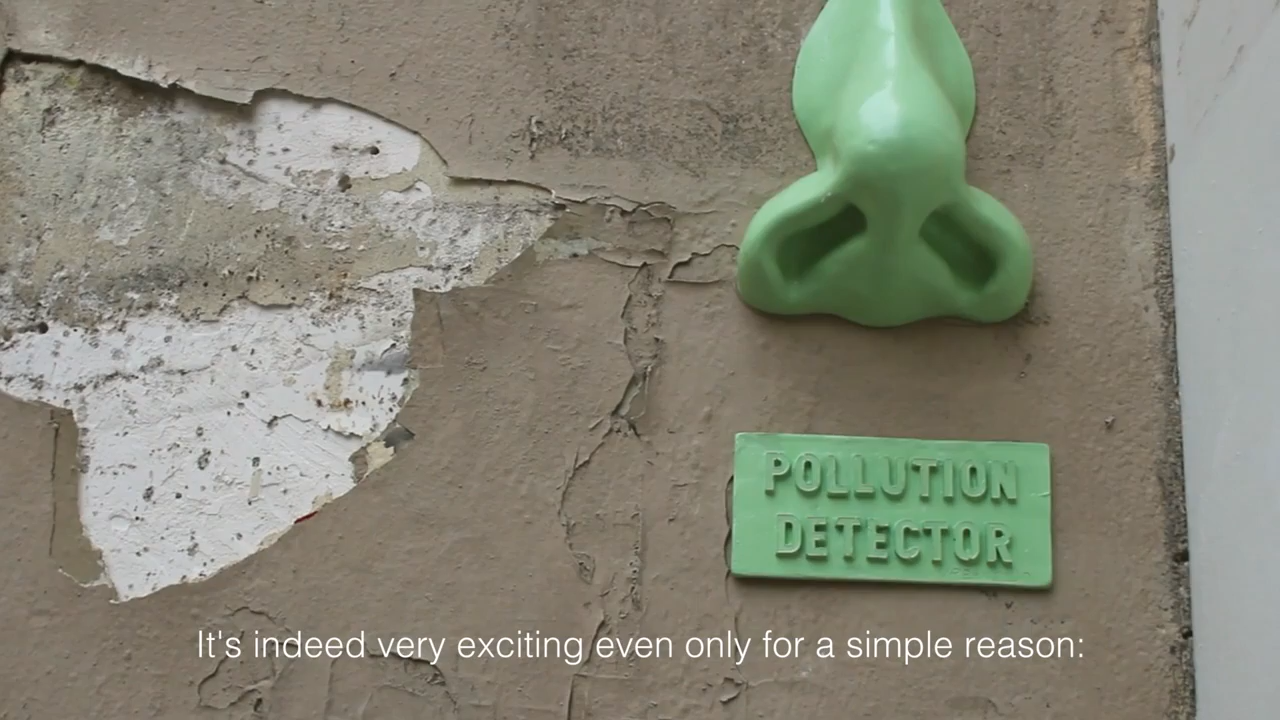 POLLUTION
DETECTOR
It's indeed very exciting even only for a simple reason: